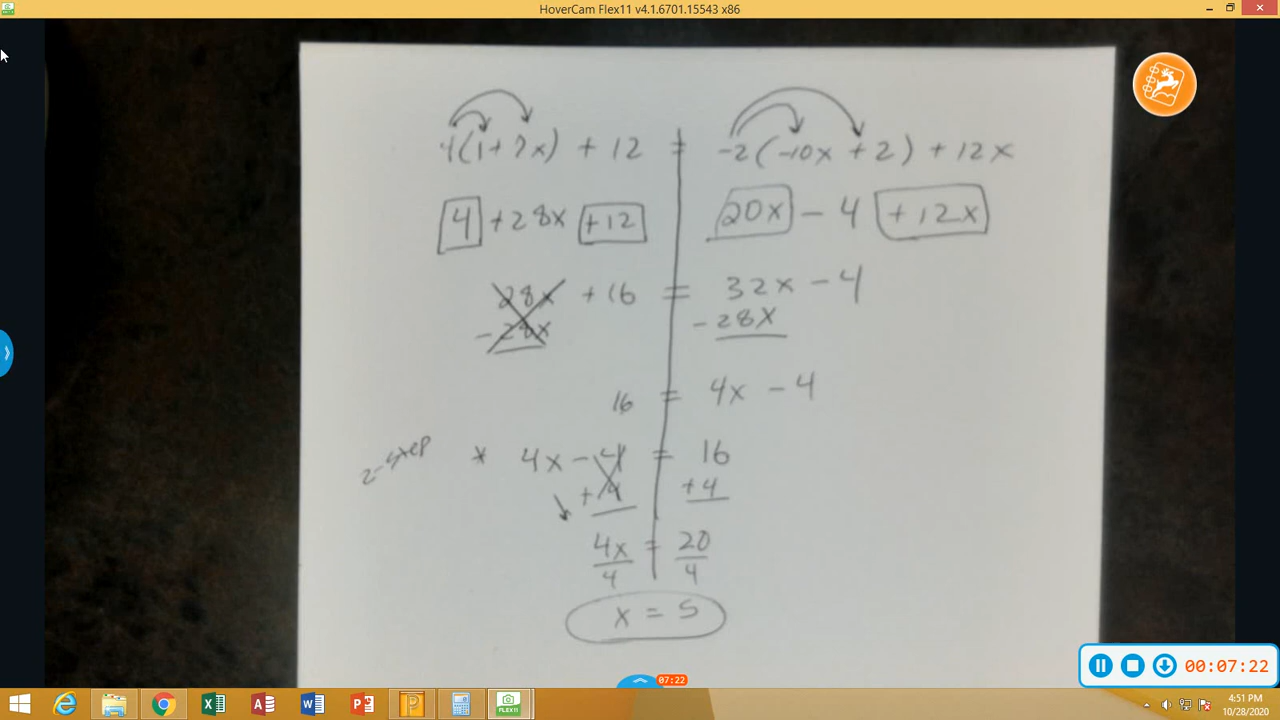 HoverCam Flex11 v4.1.6701.15543 x86
4(1+7x) + 12 = -2(-10x + 2) + 12x
4 + 28x + 12 20x - 4 + 12x
28x + 16 = 32x - 4
- 28x - 28x
16 = 4x - 4
2-step * 4x - 4 = 16
+ 4 + 4
4x = 20
4 4
x = 5
07:22
00:07:22
FLEX11
4:51 PM
10/28/2020